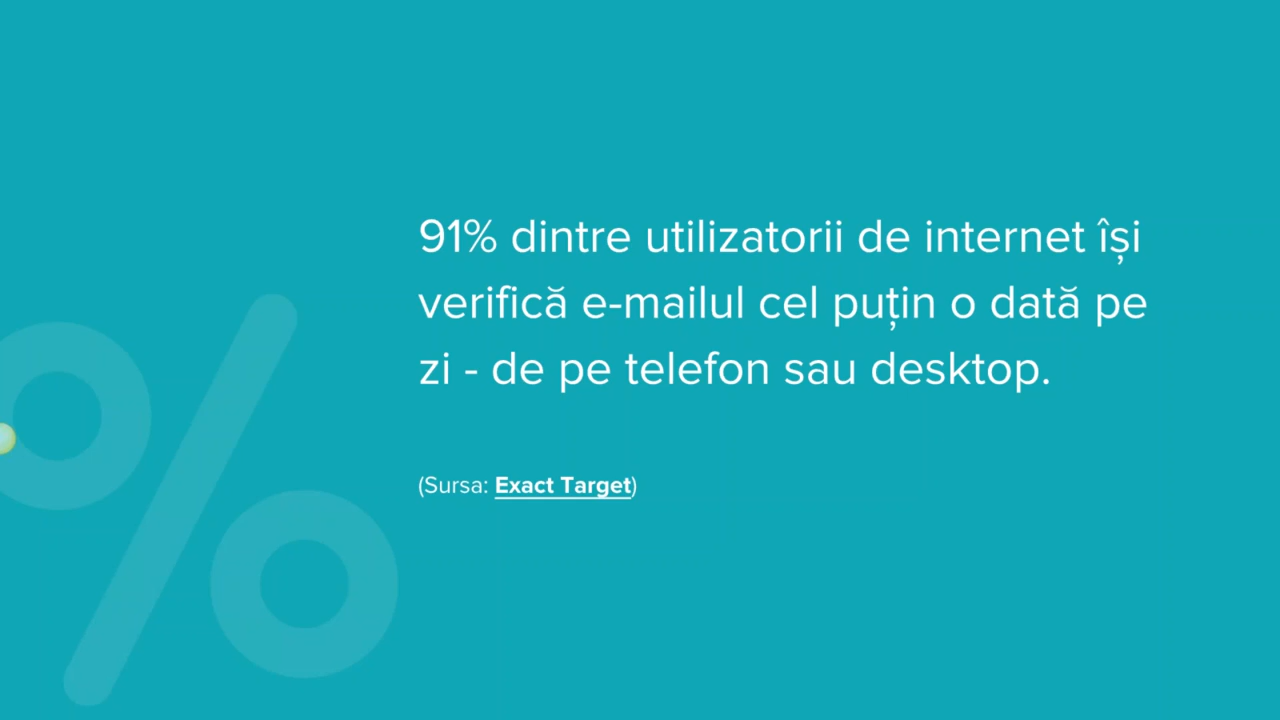 91% dintre utilizatorii de internet își
verifică e-mailul cel puțin o dată pe
zi - de pe telefon sau desktop.
(Sursa: Exact Target)